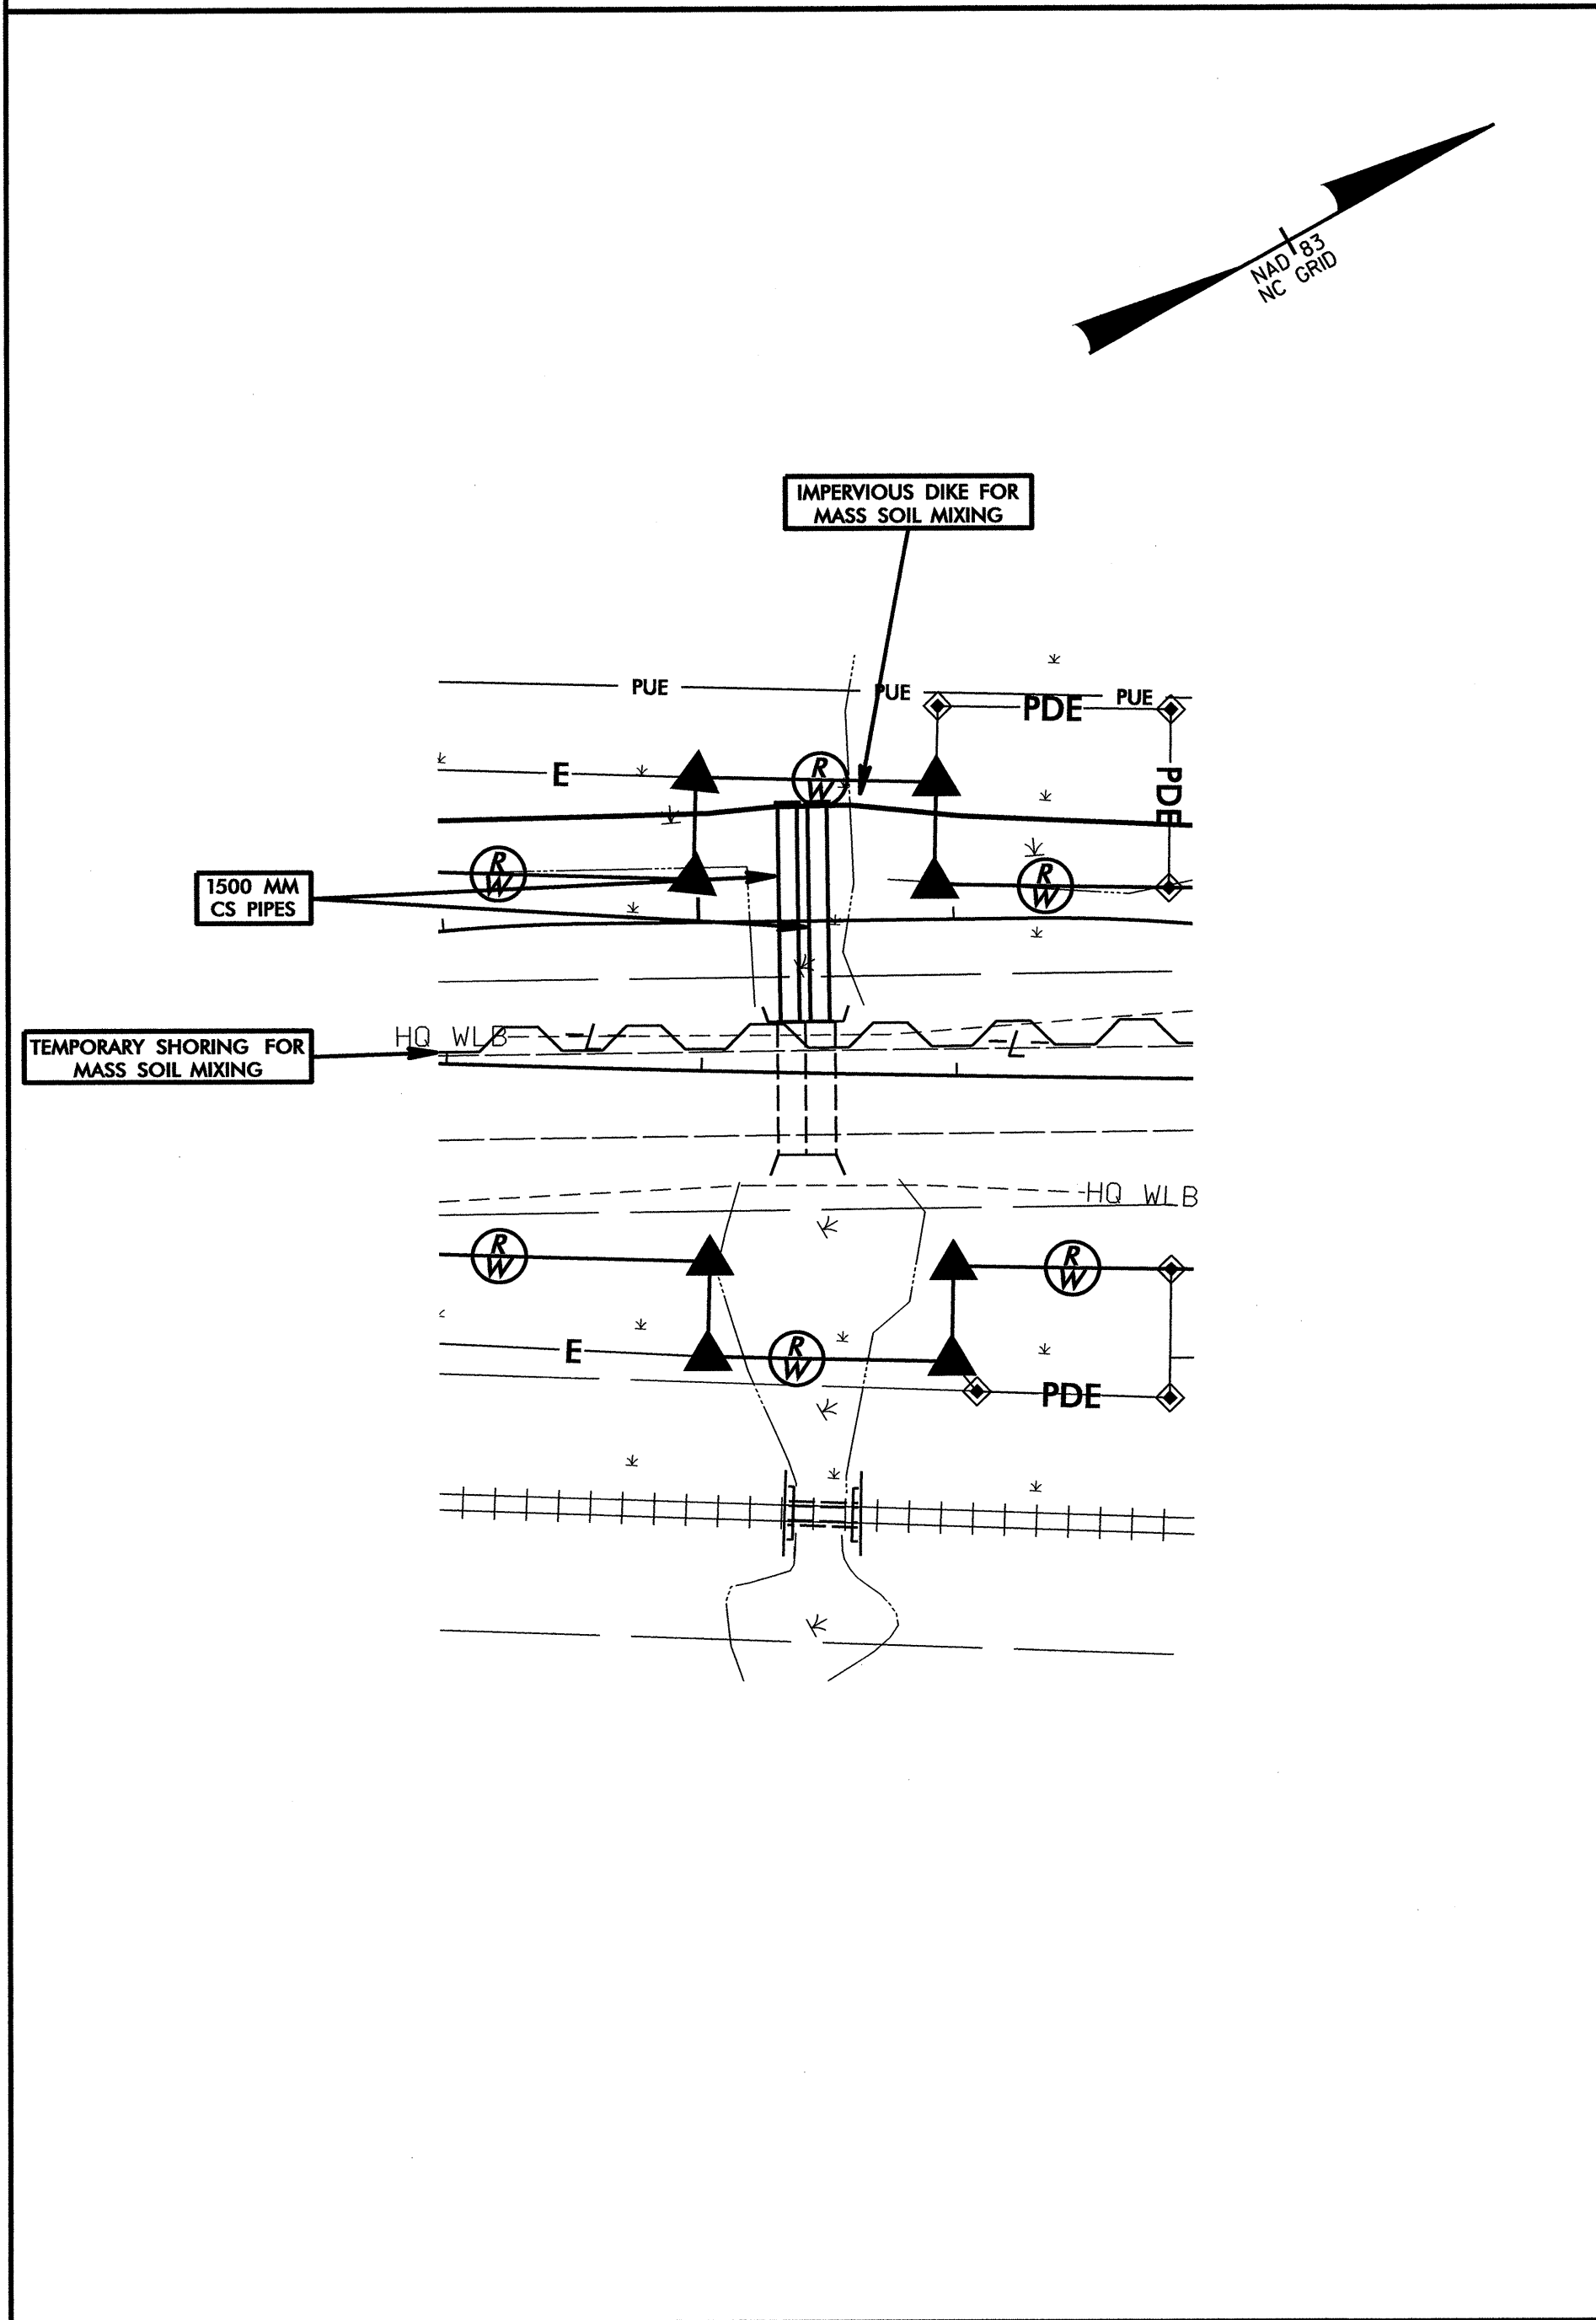 NAD 83
NC GRID
IMPERVIOUS DIKE FOR
MASS SOIL MIXING
PUE
PUE
PUE
PDE
PDE
E
R
W
R
W
R
W
1500 MM
CS PIPES
HQ WLB
-L-
-L-
TEMPORARY SHORING FOR
MASS SOIL MIXING
HQ WLB
R
W
R
W
E
R
W
PDE